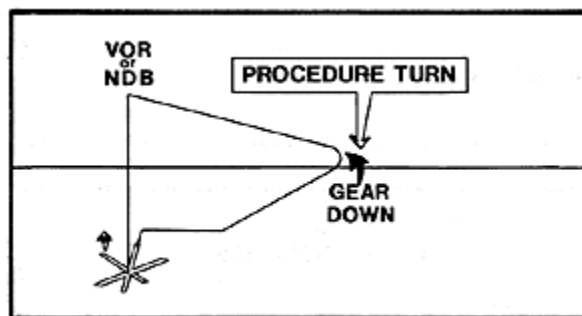 VOR
or
NDB
PROCEDURE TURN
GEAR
DOWN